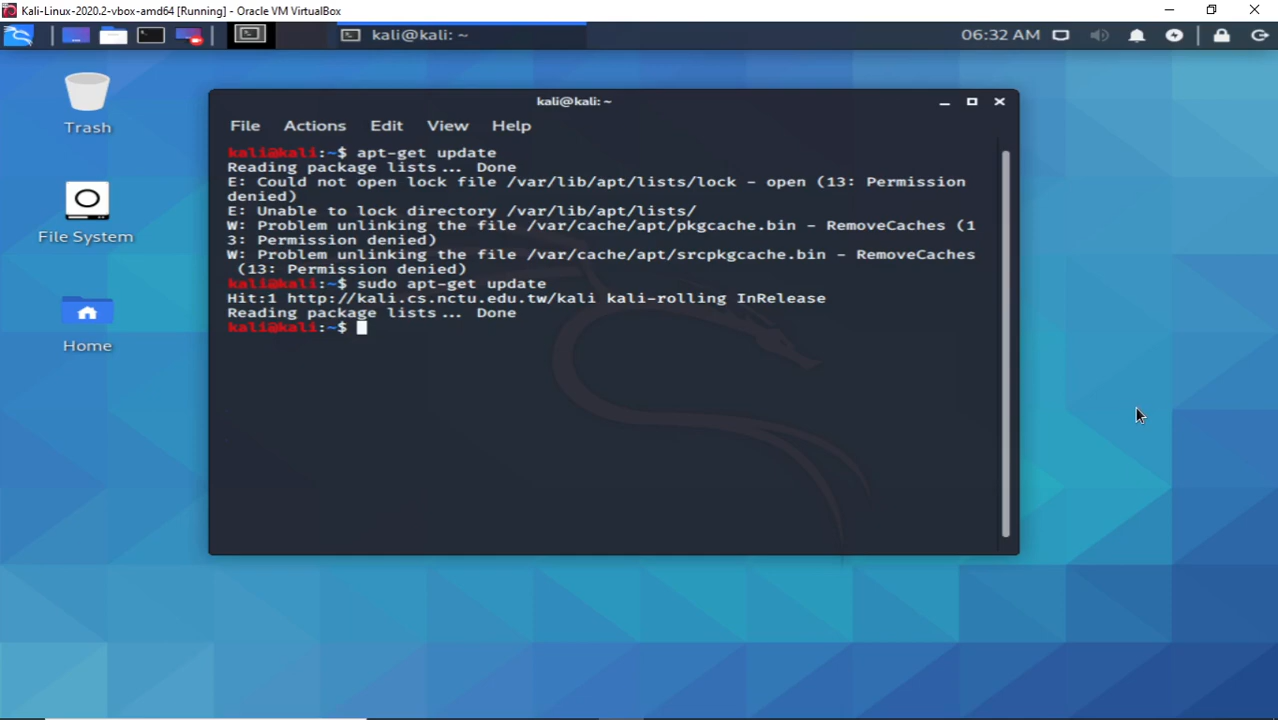 Kali-Linux-2020.2-vbox-amd64 [Running] - Oracle VM VirtualBox
kali@kali: ~
06:32 AM
Trash
File System
Home
kali@kali: ~
File Actions Edit View Help
kali@kali:~$ apt-get update
Reading package lists... Done
E: Could not open lock file /var/lib/apt/lists/lock - open (13: Permission
denied)
E: Unable to lock directory /var/lib/apt/lists/
W: Problem unlinking the file /var/cache/apt/pkgcache.bin - RemoveCaches (1
3: Permission denied)
W: Problem unlinking the file /var/cache/apt/srcpkgcache.bin - RemoveCaches
(13: Permission denied)
kali@kali:~$ sudo apt-get update
Hit:1 http://kali.cs.nctu.edu.tw/kali kali-rolling InRelease
Reading package lists... Done
kali@kali:~$